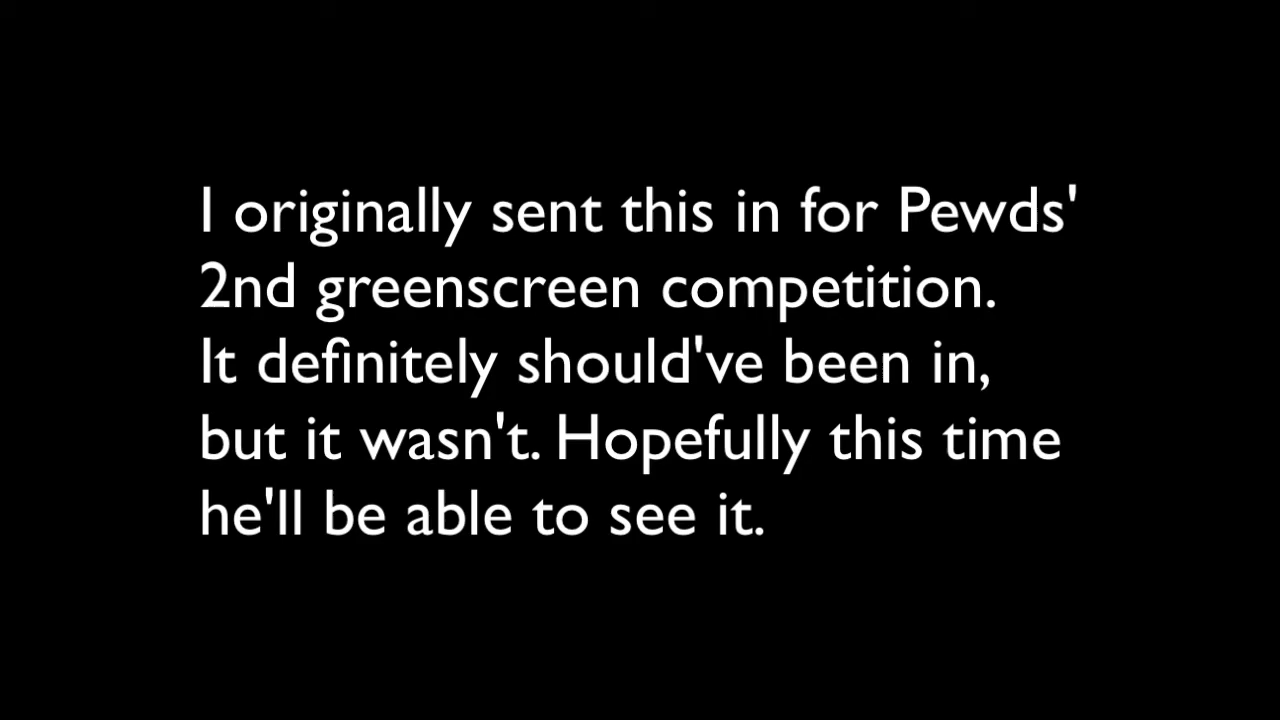 I originally sent this in for Pewds'
2nd greenscreen competition.
It definitely should've been in,
but it wasn't. Hopefully this time
he'll be able to see it.